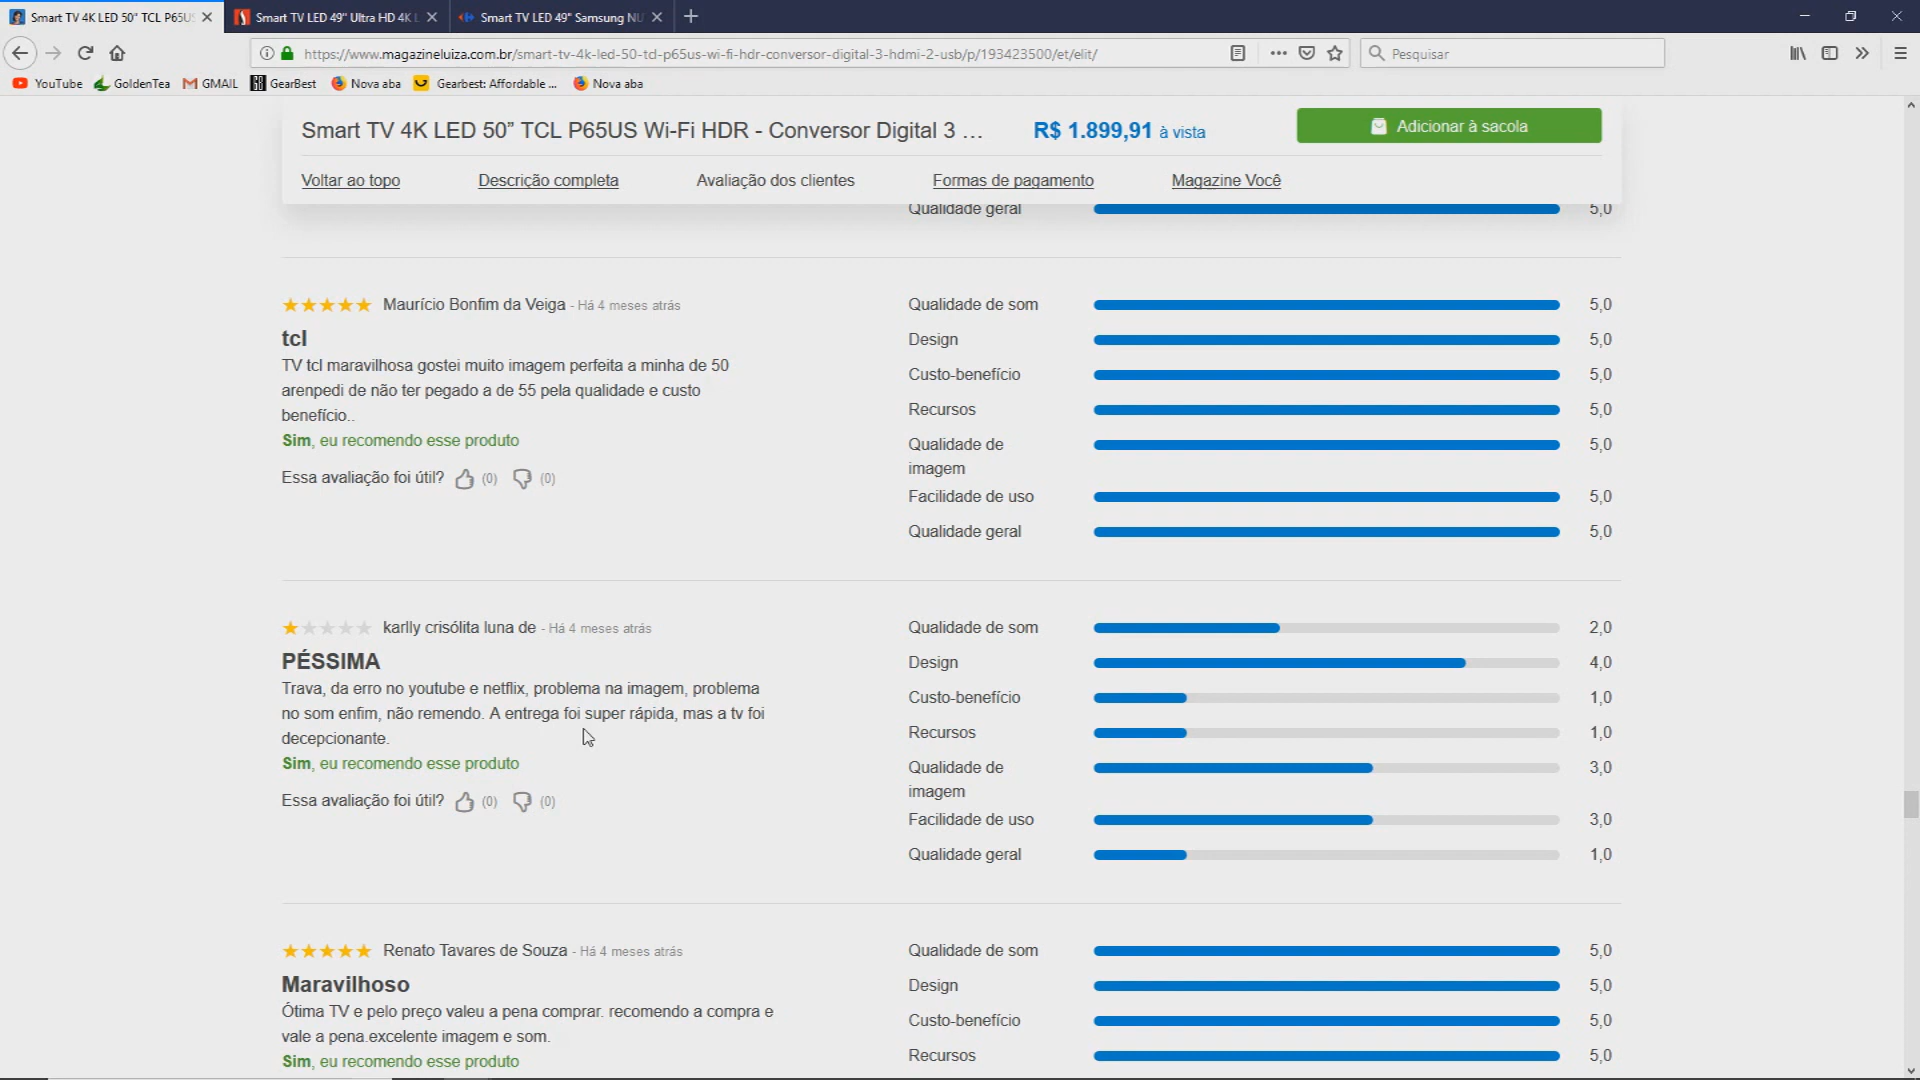 Smart TV 4K LED 50" TCL P65US
Smart TV LED 49" Ultra HD 4K L
Smart TV LED 49" Samsung NU
https://www.magazineluiza.com.br/smart-tv-4k-led-50-tcl-p65us-wi-fi-hdr-conversor-digital-3-hdmi-2-usb/p/193423500/et/elit/
Pesquisar
YouTube GoldenTea GMAIL GearBest Nova aba Gearbest: Affordable ... Nova aba
Smart TV 4K LED 50” TCL P65US Wi-Fi HDR - Conversor Digital 3 ...
R$ 1.899,91 à vista
Adicionar à sacola
Voltar ao topo
Descrição completa
Avaliação dos clientes
Formas de pagamento
Magazine Você
Qualidade geral 5,0
Maurício Bonfim da Veiga - Há 4 meses atrás
tcl
TV tcl maravilhosa gostei muito imagem perfeita a minha de 50
arenpedi de não ter pegado a de 55 pela qualidade e custo
benefício..
Sim, eu recomendo esse produto
Essa avaliação foi útil? (0) (0)
Qualidade de som 5,0
Design 5,0
Custo-benefício 5,0
Recursos 5,0
Qualidade de 5,0
imagem
Facilidade de uso 5,0
Qualidade geral 5,0
karlly crisólita luna de - Há 4 meses atrás
PÉSSIMA
Trava, da erro no youtube e netflix, problema na imagem, problema
no som enfim, não remendo. A entrega foi super rápida, mas a tv foi
decepcionante.
Sim, eu recomendo esse produto
Essa avaliação foi útil? (0) (0)
Qualidade de som 2,0
Design 4,0
Custo-benefício 1,0
Recursos 1,0
Qualidade de 3,0
imagem
Facilidade de uso 3,0
Qualidade geral 1,0
Renato Tavares de Souza - Há 4 meses atrás
Maravilhoso
Ótima TV e pelo preço valeu a pena comprar. recomendo a compra e
vale a pena.excelente imagem e som.
Sim, eu recomendo esse produto
Qualidade de som 5,0
Design 5,0
Custo-benefício 5,0
Recursos 5,0